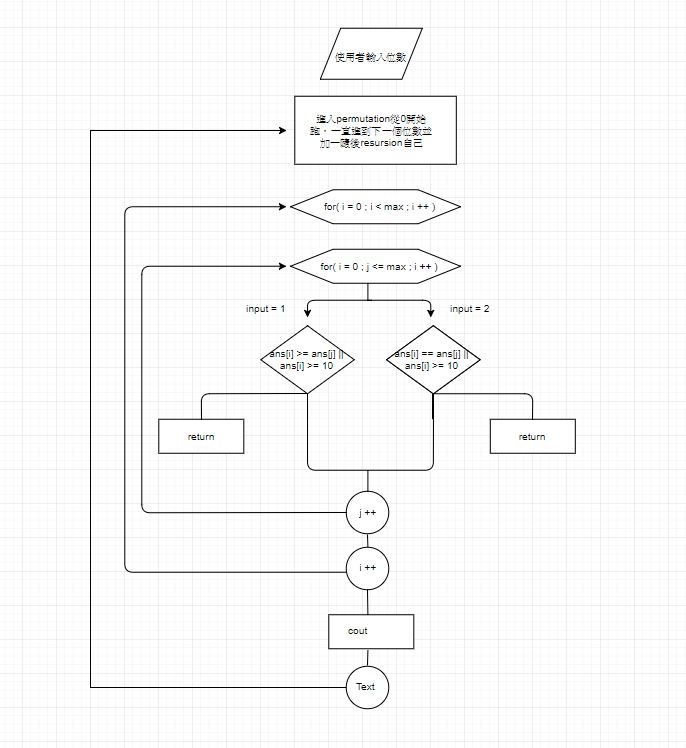 使用者輸入位數
進入permutation從0開始
跑，一直進到下一個位數並
加一殘後resursion自己
for( i = 0 ; i < max ; i ++ )
for( i = 0 ; j <= max ; i ++ )
input = 1
input = 2
ans[i] >= ans[j] ||
ans[i] >= 10
ans[i] == ans[j] ||
ans[i] >= 10
return
return
j ++
i ++
cout
Text